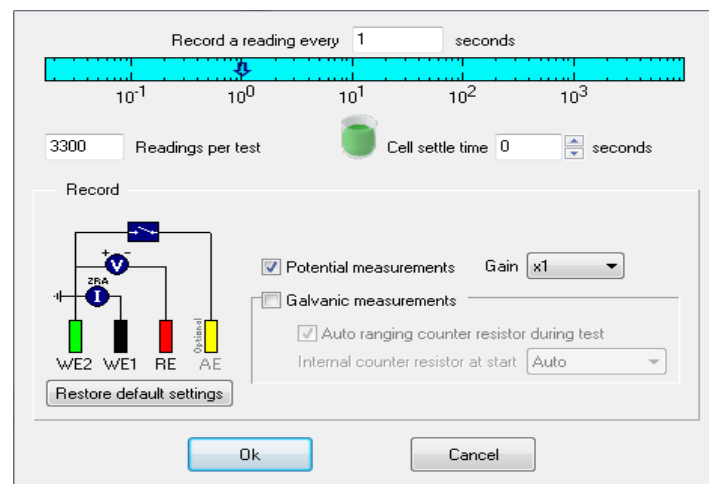 Record a reading every 1 seconds
10-1 100 101 102 103
3300 Readings per test Cell settle time 0 seconds
Record
+ -
V
ZRA
I
Optional
WE2 WE1 RE AE
Potential measurements Gain x1
Galvanic measurements
Auto ranging counter resistor during test
Internal counter resistor at start Auto
Restore default settings
Ok Cancel